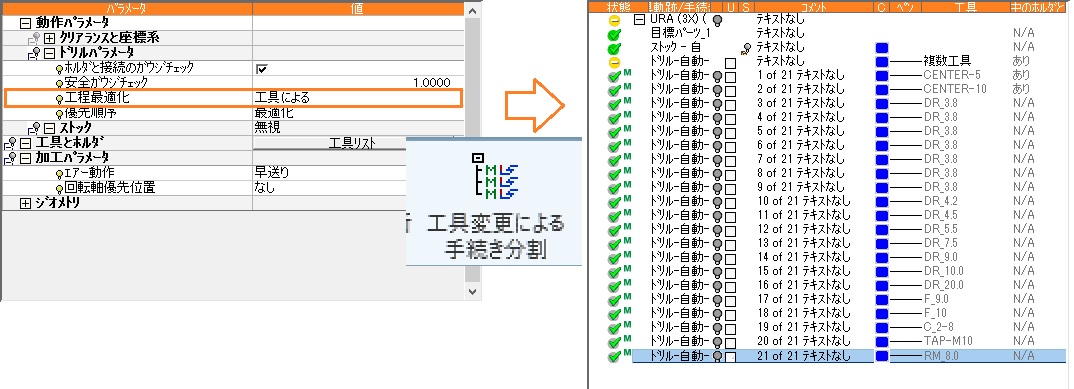 パラメータ 値
動作パラメータ
クリアランスと座標系
ドリルパラメータ
ホルダと接続のガウジチェック
安全ガウジチェック 1.0000
工程最適化 工具による
優先順序 最適化
ストック 無視
工具とホルダ 工具リスト
加工パラメータ
エアー動作 早送り
回転軸優先位置 なし
ジオメトリ
工具変更による
手続き分割
状態 具軌跡/手続 U S コメント C ペン 工具 中のホルダと
URA (3X) ( テキストなし
目標パーツ_1 テキストなし N/A
ストック - 自 テキストなし N/A
ドリル-自動- テキストなし 複数工具 あり
M ドリル-自動- 1 of 21 テキストなし CENTER-5 あり
M ドリル-自動- 2 of 21 テキストなし CENTER-10 あり
M ドリル-自動- 3 of 21 テキストなし DR_3.8 N/A
M ドリル-自動- 4 of 21 テキストなし DR_3.8 N/A
M ドリル-自動- 5 of 21 テキストなし DR_3.8 N/A
M ドリル-自動- 6 of 21 テキストなし DR_3.8 N/A
M ドリル-自動- 7 of 21 テキストなし DR_3.8 N/A
M ドリル-自動- 8 of 21 テキストなし DR_3.8 N/A
M ドリル-自動- 9 of 21 テキストなし DR_3.8 N/A
M ドリル-自動- 10 of 21 テキストなし DR_4.2 N/A
M ドリル-自動- 11 of 21 テキストなし DR_4.5 N/A
M ドリル-自動- 12 of 21 テキストなし DR_5.5 N/A
M ドリル-自動- 13 of 21 テキストなし DR_7.5 N/A
M ドリル-自動- 14 of 21 テキストなし DR_9.0 N/A
M ドリル-自動- 15 of 21 テキストなし DR_10.0 N/A
M ドリル-自動- 16 of 21 テキストなし DR_20.0 N/A
M ドリル-自動- 17 of 21 テキストなし F_9.0 N/A
M ドリル-自動- 18 of 21 テキストなし F_10 N/A
M ドリル-自動- 19 of 21 テキストなし C_2-8 N/A
M ドリル-自動- 20 of 21 テキストなし TAP-M10 N/A
M ドリル-自動- 21 of 21 テキストなし RM_8.0 N/A